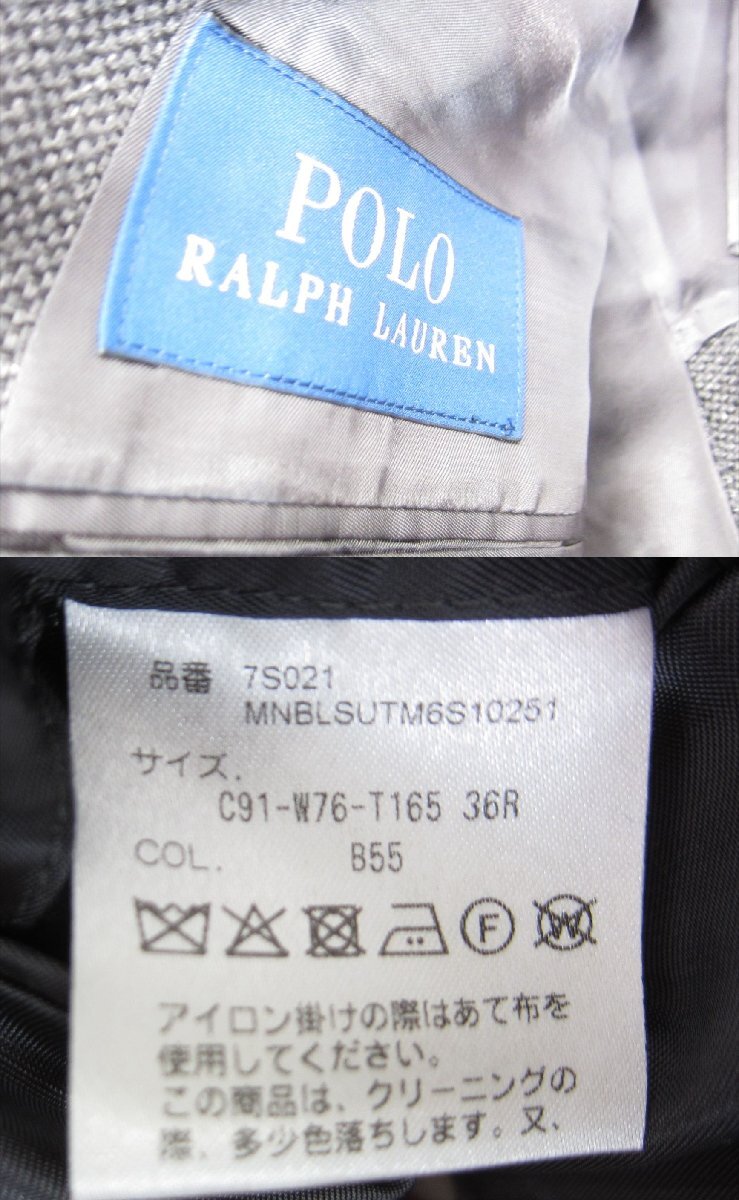 POLO
RALPH LAUREN
品番 7S021
MNBLSUTM6S10251
サイズ.
C91-W76-T165 36R
COL. B55
F W
アイロン掛けの際はあて布を
使用してください。
この商品は、クリーニングの
際、多少色落ちします。又、